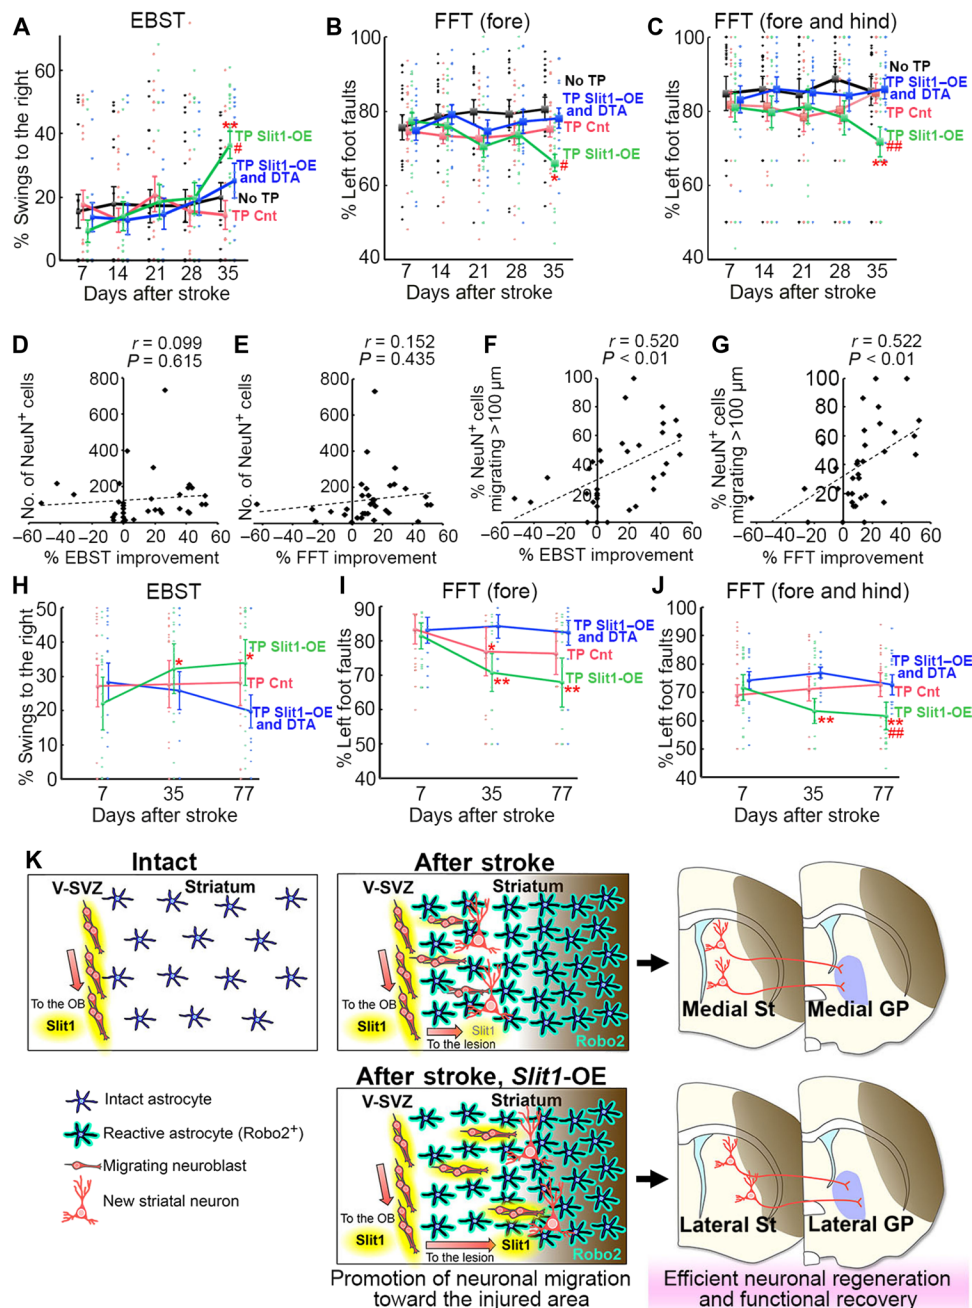 A
EBST
% Swings to the right
60
40
20
0
7 14 21 28 35
Days after stroke
**
TP Slit1-OE
#
TP Slit1–OE
and DTA
No TP
TP Cnt
B
FFT (fore)
% Left foot faults
100
80
60
40
7 14 21 28 35
Days after stroke
No TP
TP Slit1–OE
and DTA
TP Cnt
TP Slit1-OE
#
*
C
FFT (fore and hind)
% Left foot faults
100
80
60
40
7 14 21 28 35
Days after stroke
No TP
TP Slit1–OE
and DTA
TP Cnt
TP Slit1-OE
##
**
D
r = 0.099
P = 0.615
No. of NeuN+ cells
800
600
400
200
0
−60 −40 −20 0 20 40 60
% EBST improvement
E
r = 0.152
P = 0.435
No. of NeuN+ cells
800
600
400
200
0
−60 −40 −20 0 20 40 60
% FFT improvement
F
r = 0.520
P < 0.01
% NeuN+ cells
migrating >100 μm
100
80
60
40
20
0
−60 −40 −20 0 20 40 60
% EBST improvement
G
r = 0.522
P < 0.01
% NeuN+ cells
migrating >100 μm
100
80
60
40
20
0
−60 −40 −20 0 20 40 60
% FFT improvement
H
EBST
% Swings to the right
50
40
30
20
10
0
7 35 77
Days after stroke
*
*
TP Slit1-OE
TP Cnt
TP Slit1–OE
and DTA
I
FFT (fore)
% Left foot faults
90
80
70
60
50
40
7 35 77
Days after stroke
TP Slit1–OE
and DTA
*
TP Cnt
TP Slit1-OE
**
**
J
FFT (fore and hind)
% Left foot faults
100
90
80
70
60
50
40
7 35 77
Days after stroke
TP Slit1–OE
and DTA
TP Cnt
TP Slit1-OE
**
**
##
K
Intact
V-SVZ
Striatum
To the OB
Slit1
After stroke
V-SVZ
Striatum
To the OB
Slit1
Slit1
To the lesion
Robo2
Medial St
Medial GP
Intact astrocyte
Reactive astrocyte (Robo2+)
Migrating neuroblast
New striatal neuron
After stroke, Slit1-OE
V-SVZ
Striatum
To the OB
Slit1
Slit1
To the lesion
Robo2
Lateral St
Lateral GP
Promotion of neuronal migration
toward the injured area
Efficient neuronal regeneration
and functional recovery